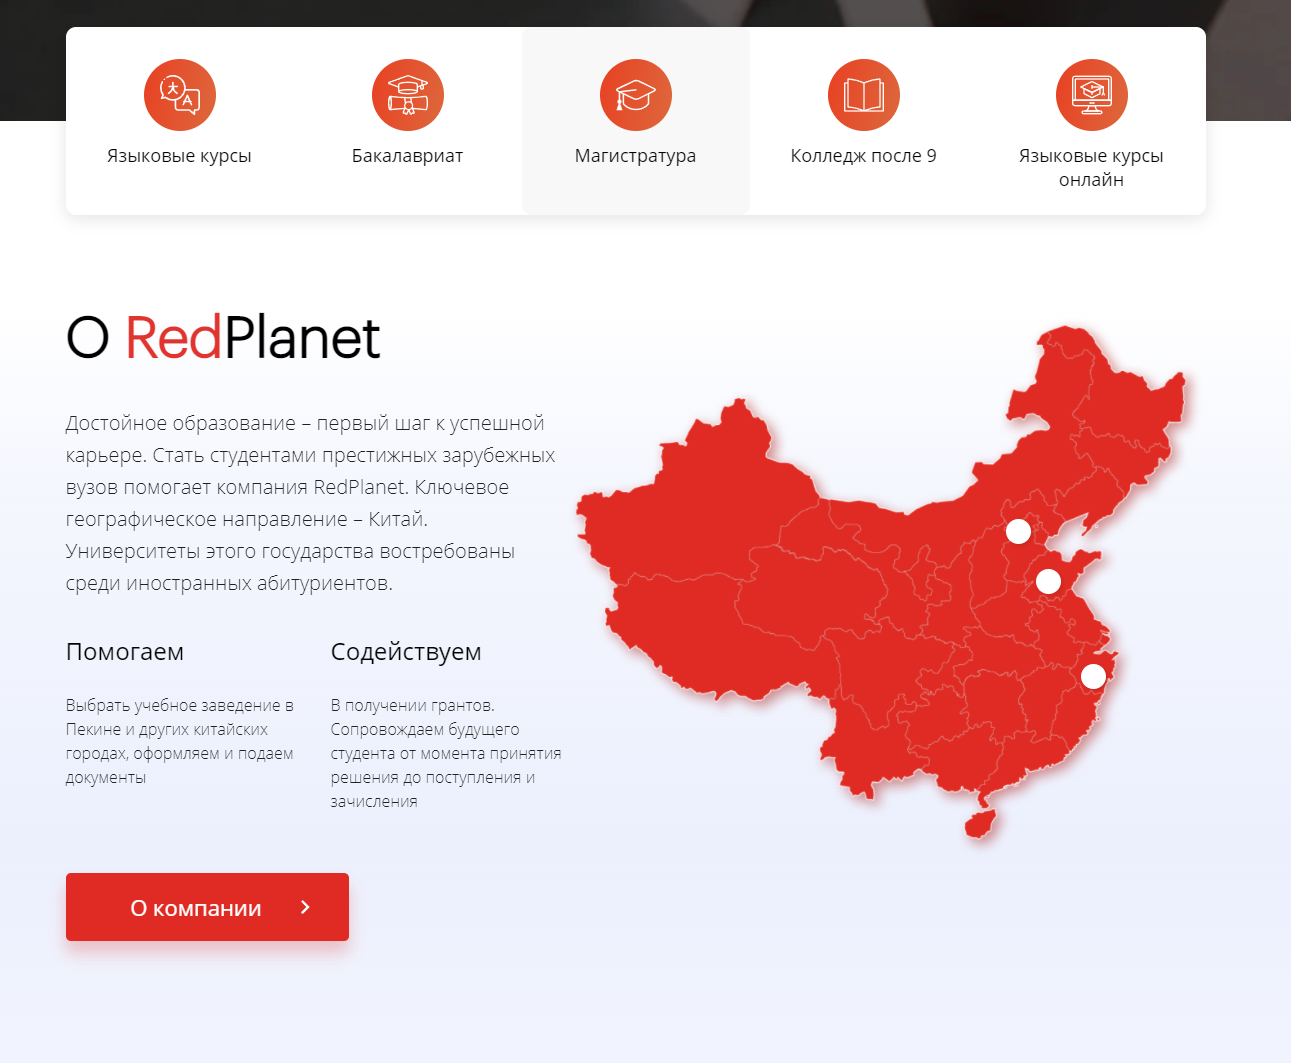 Языковые курсы
Бакалавриат
Магистратура
Колледж после 9
Языковые курсы
онлайн
О RedPlanet
Достойное образование – первый шаг к успешной
карьере. Стать студентами престижных зарубежных
вузов помогает компания RedPlanet. Ключевое
географическое направление – Китай.
Университеты этого государства востребованы
среди иностранных абитуриентов.
Помогаем
Выбрать учебное заведение в
Пекине и других китайских
городах, оформляем и подаем
документы
Содействуем
В получении грантов.
Сопровождаем будущего
студента от момента принятия
решения до поступления и
зачисления
О компании